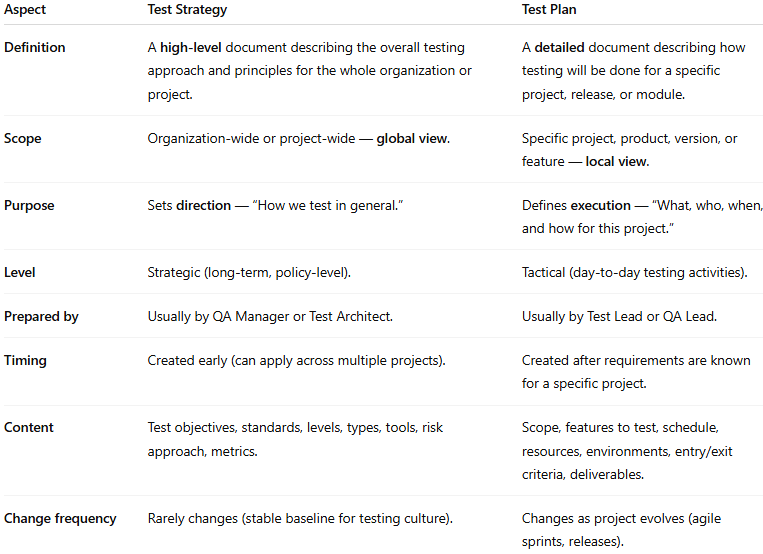 Aspect Test Strategy Test Plan
Definition A high-level document describing the overall testing A detailed document describing how
approach and principles for the whole organization or testing will be done for a specific
project. project, release, or module.
Scope Organization-wide or project-wide — global view. Specific project, product, version, or
feature — local view.
Purpose Sets direction — “How we test in general.” Defines execution — “What, who, when,
and how for this project.”
Level Strategic (long-term, policy-level). Tactical (day-to-day testing activities).
Prepared by Usually by QA Manager or Test Architect. Usually by Test Lead or QA Lead.
Timing Created early (can apply across multiple projects). Created after requirements are known
for a specific project.
Content Test objectives, standards, levels, types, tools, risk Scope, features to test, schedule,
approach, metrics. resources, environments, entry/exit
criteria, deliverables.
Change frequency Rarely changes (stable baseline for testing culture). Changes as project evolves (agile
sprints, releases).